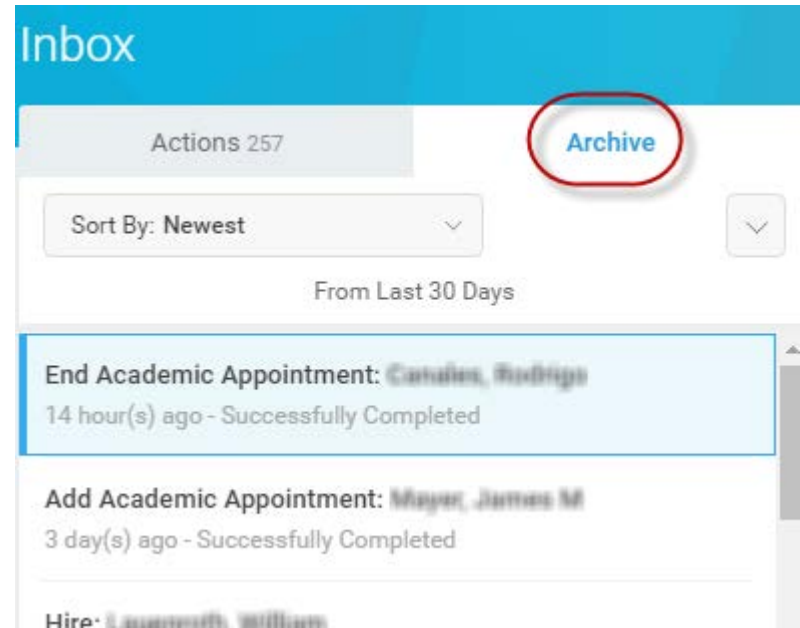 Inbox
Actions 257
Archive
Sort By: Newest
From Last 30 Days
End Academic Appointment:
14 hour(s) ago - Successfully Completed
Add Academic Appointment:
3 day(s) ago - Successfully Completed
Hire: